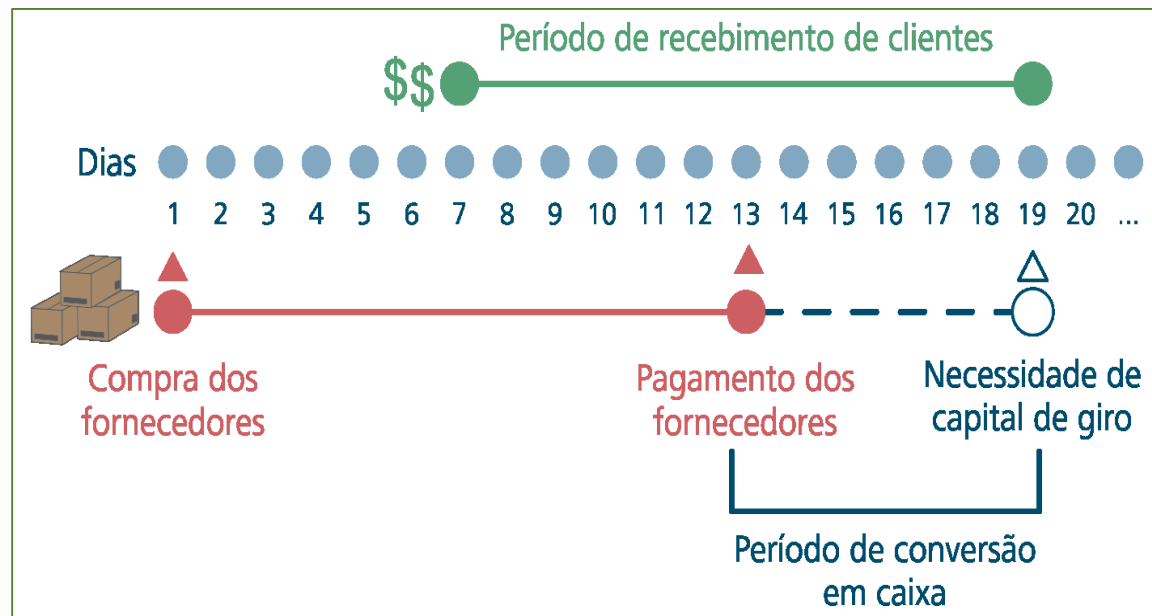 Período de recebimento de clientes
$$
Dias
1 2 3 4 5 6 7 8 9 10 11 12 13 14 15 16 17 18 19 20 ...
Compra dos
fornecedores
Pagamento dos
fornecedores
Necessidade de
capital de giro
Período de conversão
em caixa